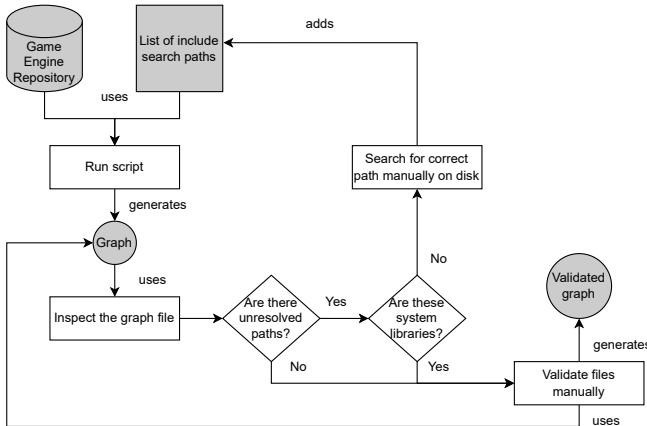 Game
Engine
Repository
List of include
search paths
adds
uses
Run script
Search for correct
path manually on disk
generates
Graph
No
uses
Validated
graph
Inspect the graph file
Are there
unresolved
paths?
Yes
Are these
system
libraries?
generates
No
Yes
Validate files
manually
uses